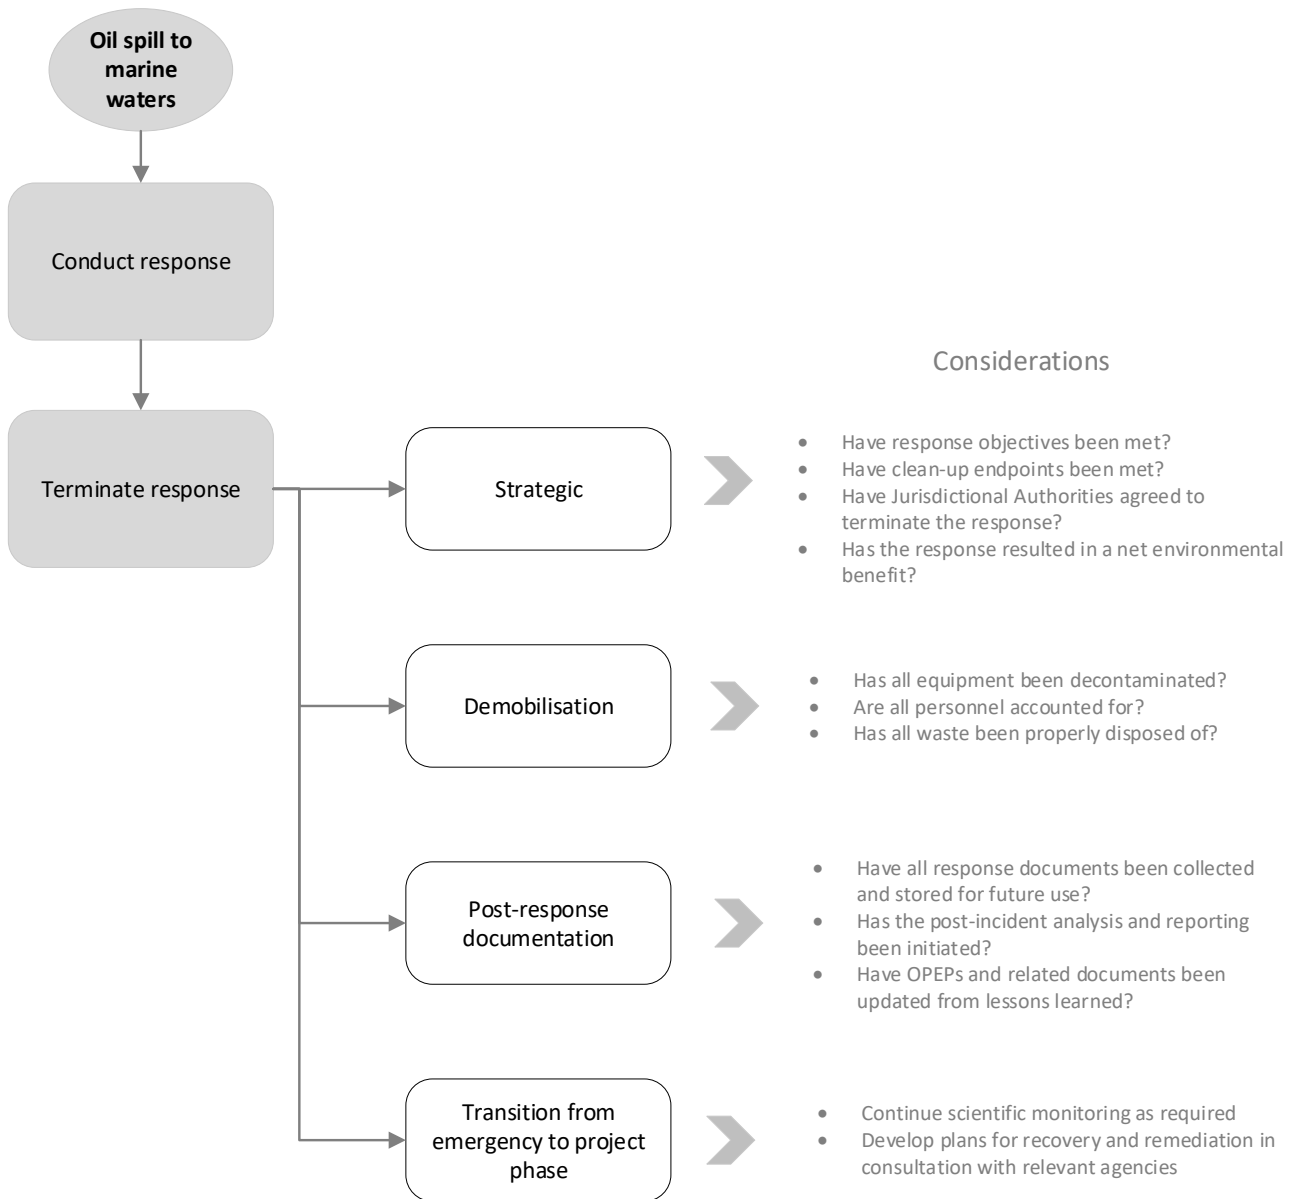 Oil spill to
marine
waters
Conduct response
Terminate response
Considerations
Strategic
• Have response objectives been met?
• Have clean-up endpoints been met?
• Have Jurisdictional Authorities agreed to
terminate the response?
• Has the response resulted in a net environmental
benefit?
Demobilisation
• Has all equipment been decontaminated?
• Are all personnel accounted for?
• Has all waste been properly disposed of?
Post-response
documentation
• Have all response documents been collected
and stored for future use?
• Has the post-incident analysis and reporting
been initiated?
• Have OPEPs and related documents been
updated from lessons learned?
Transition from
emergency to project
phase
• Continue scientific monitoring as required
• Develop plans for recovery and remediation in
consultation with relevant agencies